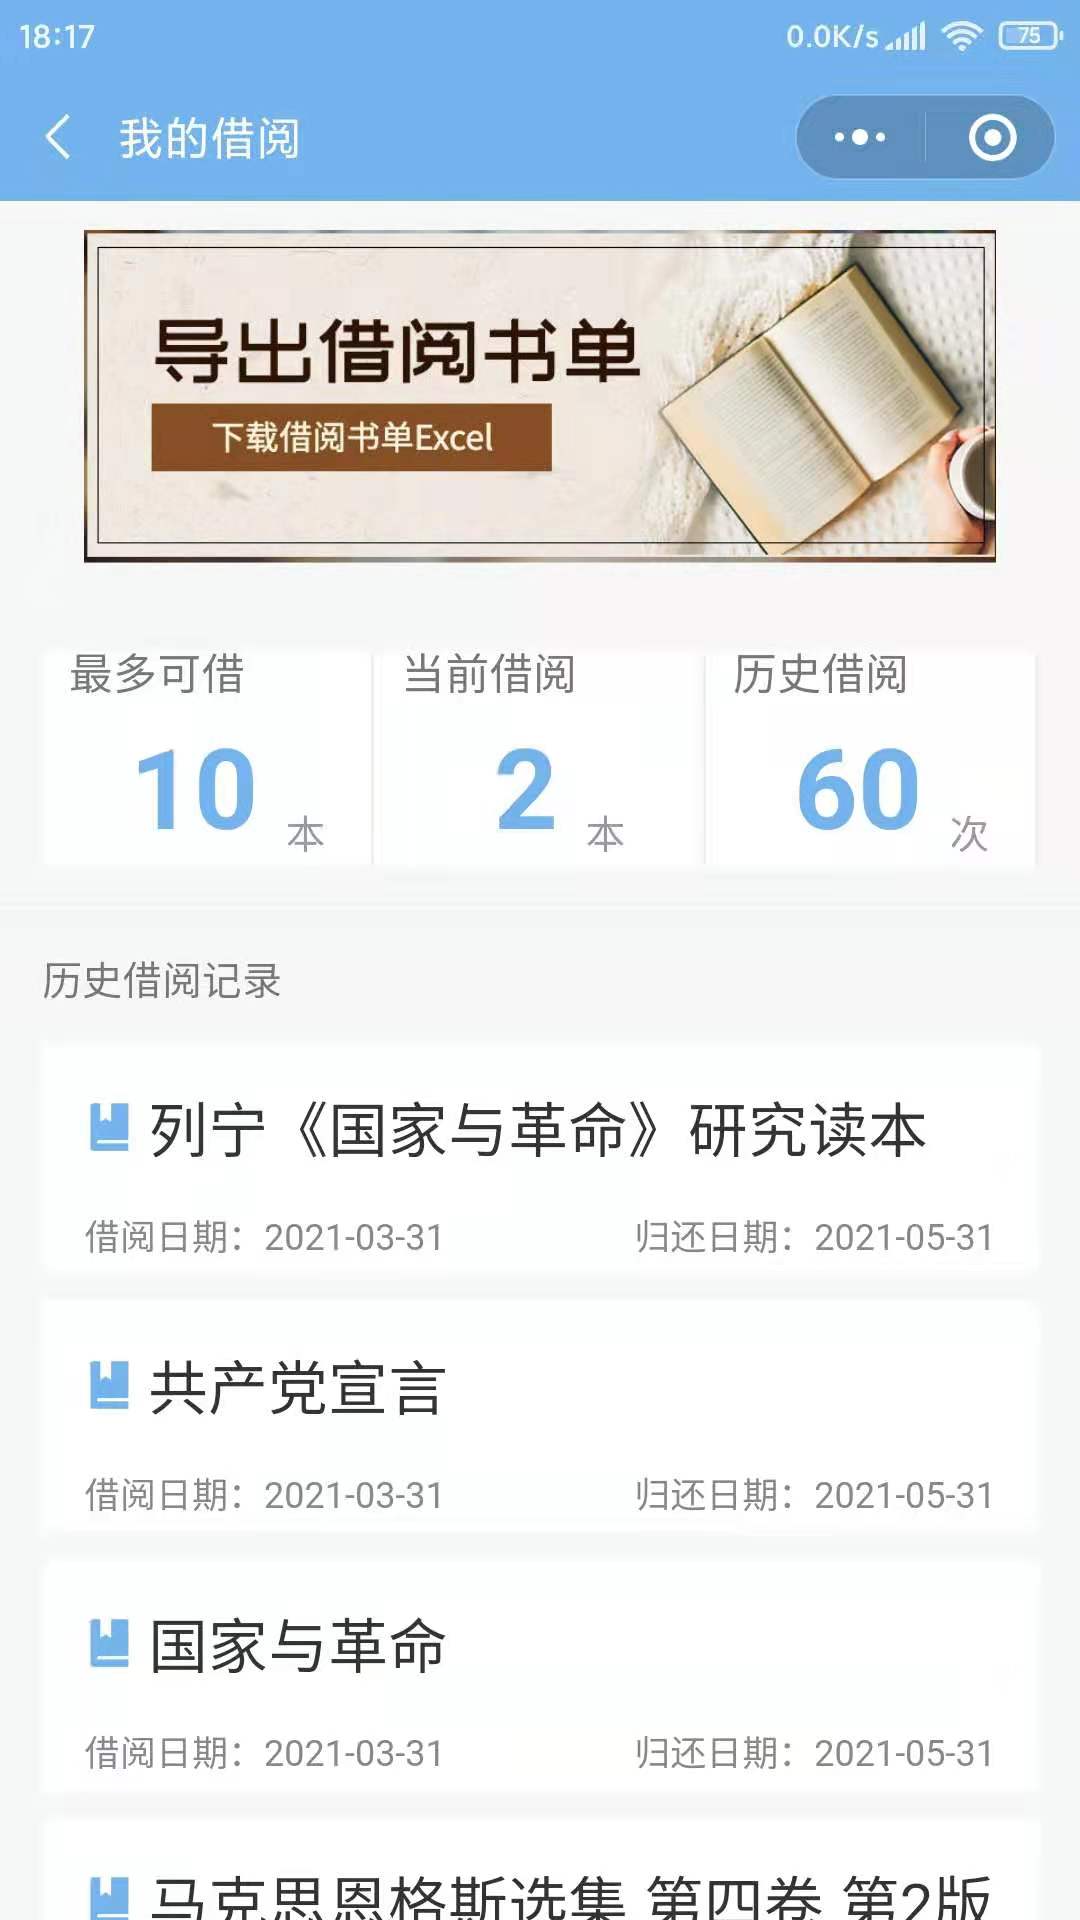 18:17
0.0K/s
75
我的借阅
导出借阅书单
下载借阅书单Excel
最多可借
当前借阅
历史借阅
10 本
2 本
60 次
历史借阅记录
列宁《国家与革命》研究读本
借阅日期：2021-03-31 归还日期：2021-05-31
共产党宣言
借阅日期：2021-03-31 归还日期：2021-05-31
国家与革命
借阅日期：2021-03-31 归还日期：2021-05-31
马克思恩格斯选集 第四卷 第2版